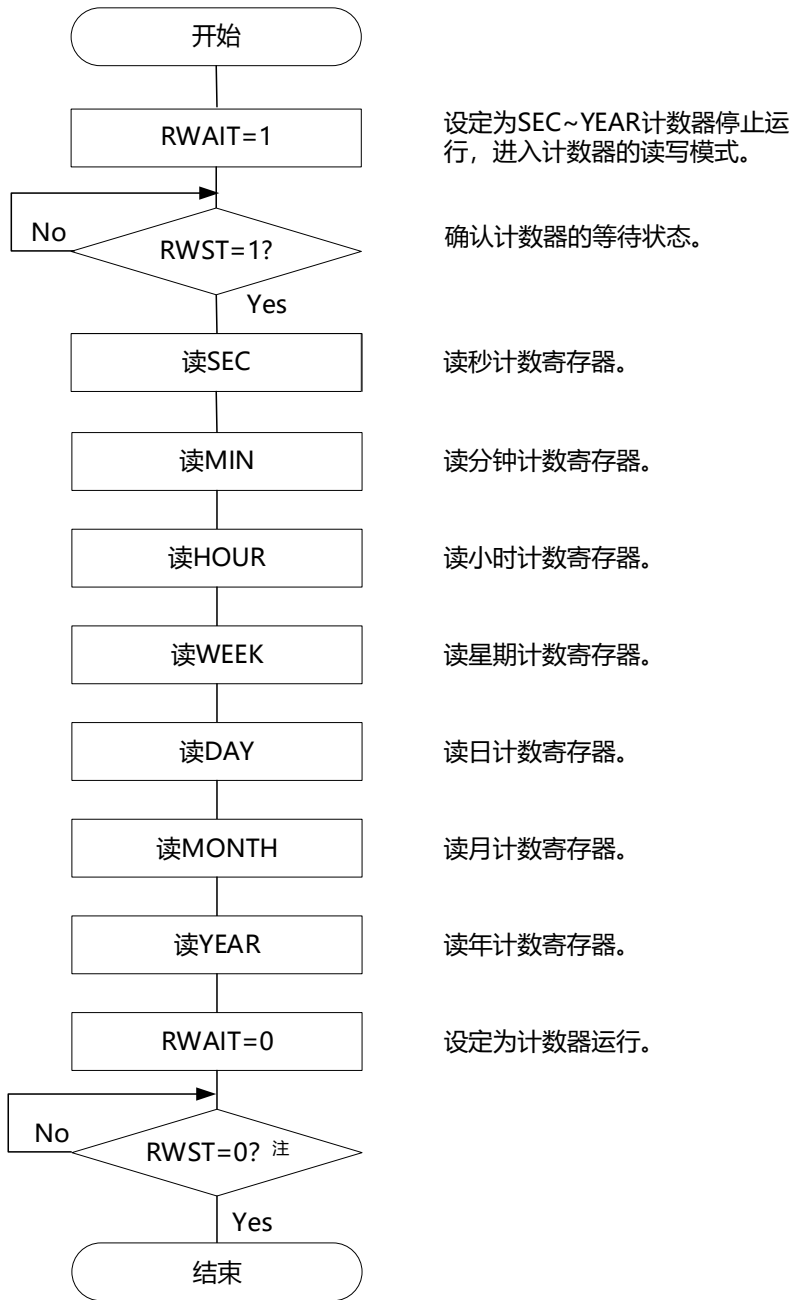 开始
RWAIT=1
设定为SEC~YEAR计数器停止运
行，进入计数器的读写模式。
No
RWST=1?
确认计数器的等待状态。
Yes
读SEC
读秒计数寄存器。
读MIN
读分钟计数寄存器。
读HOUR
读小时计数寄存器。
读WEEK
读星期计数寄存器。
读DAY
读日计数寄存器。
读MONTH
读月计数寄存器。
读YEAR
读年计数寄存器。
RWAIT=0
设定为计数器运行。
No
RWST=0? 注
Yes
结束